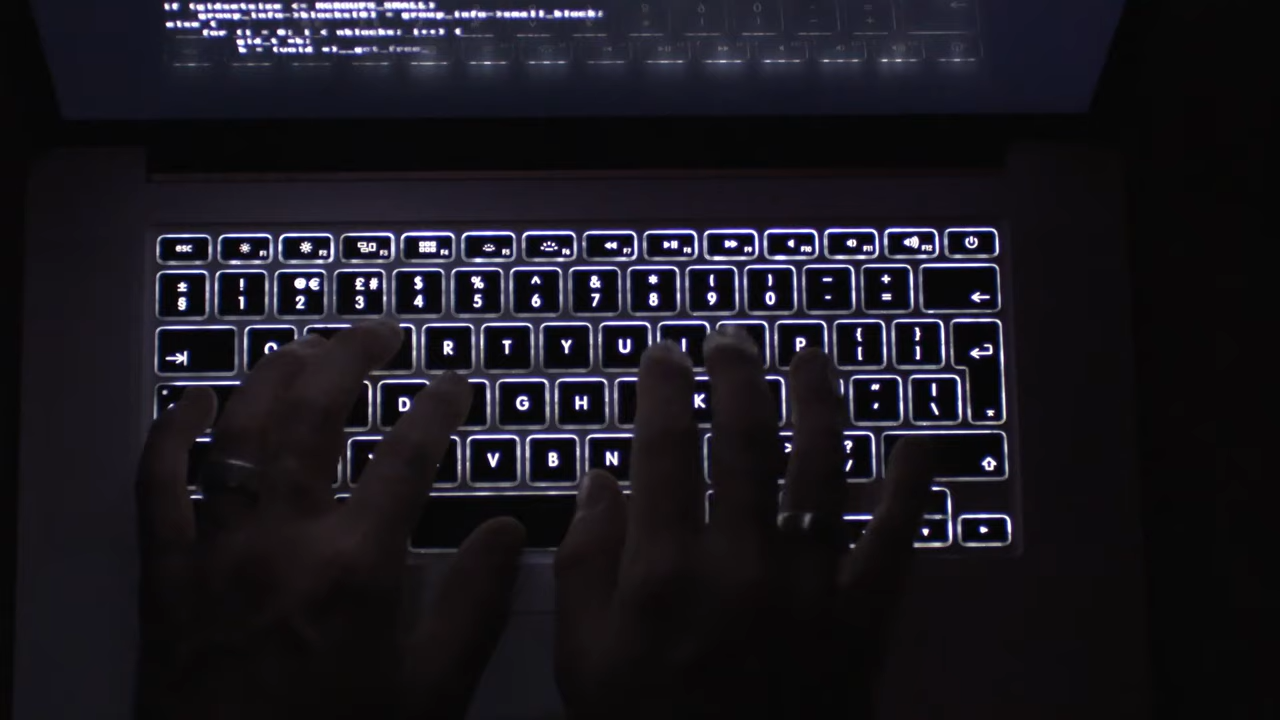 if (gidsetsize <= NGROUPS_SMALL)
group_info->blocks[0] = group_info->small_block;
else {
for (i = 0; i < nblocks; i++) {
gid_t *b;
b = (void *)__get_free_
esc F1 F2 F3 F4 F5 F6 F7 F8 F9 F10 F11 F12
± ! @ € £ # $ % ^ & * ( ) – +
§ 1 2 3 4 5 6 7 8 9 0 - =
R T Y U I P { }
[ ]
D G H K " |
' \
V B N > ?
/